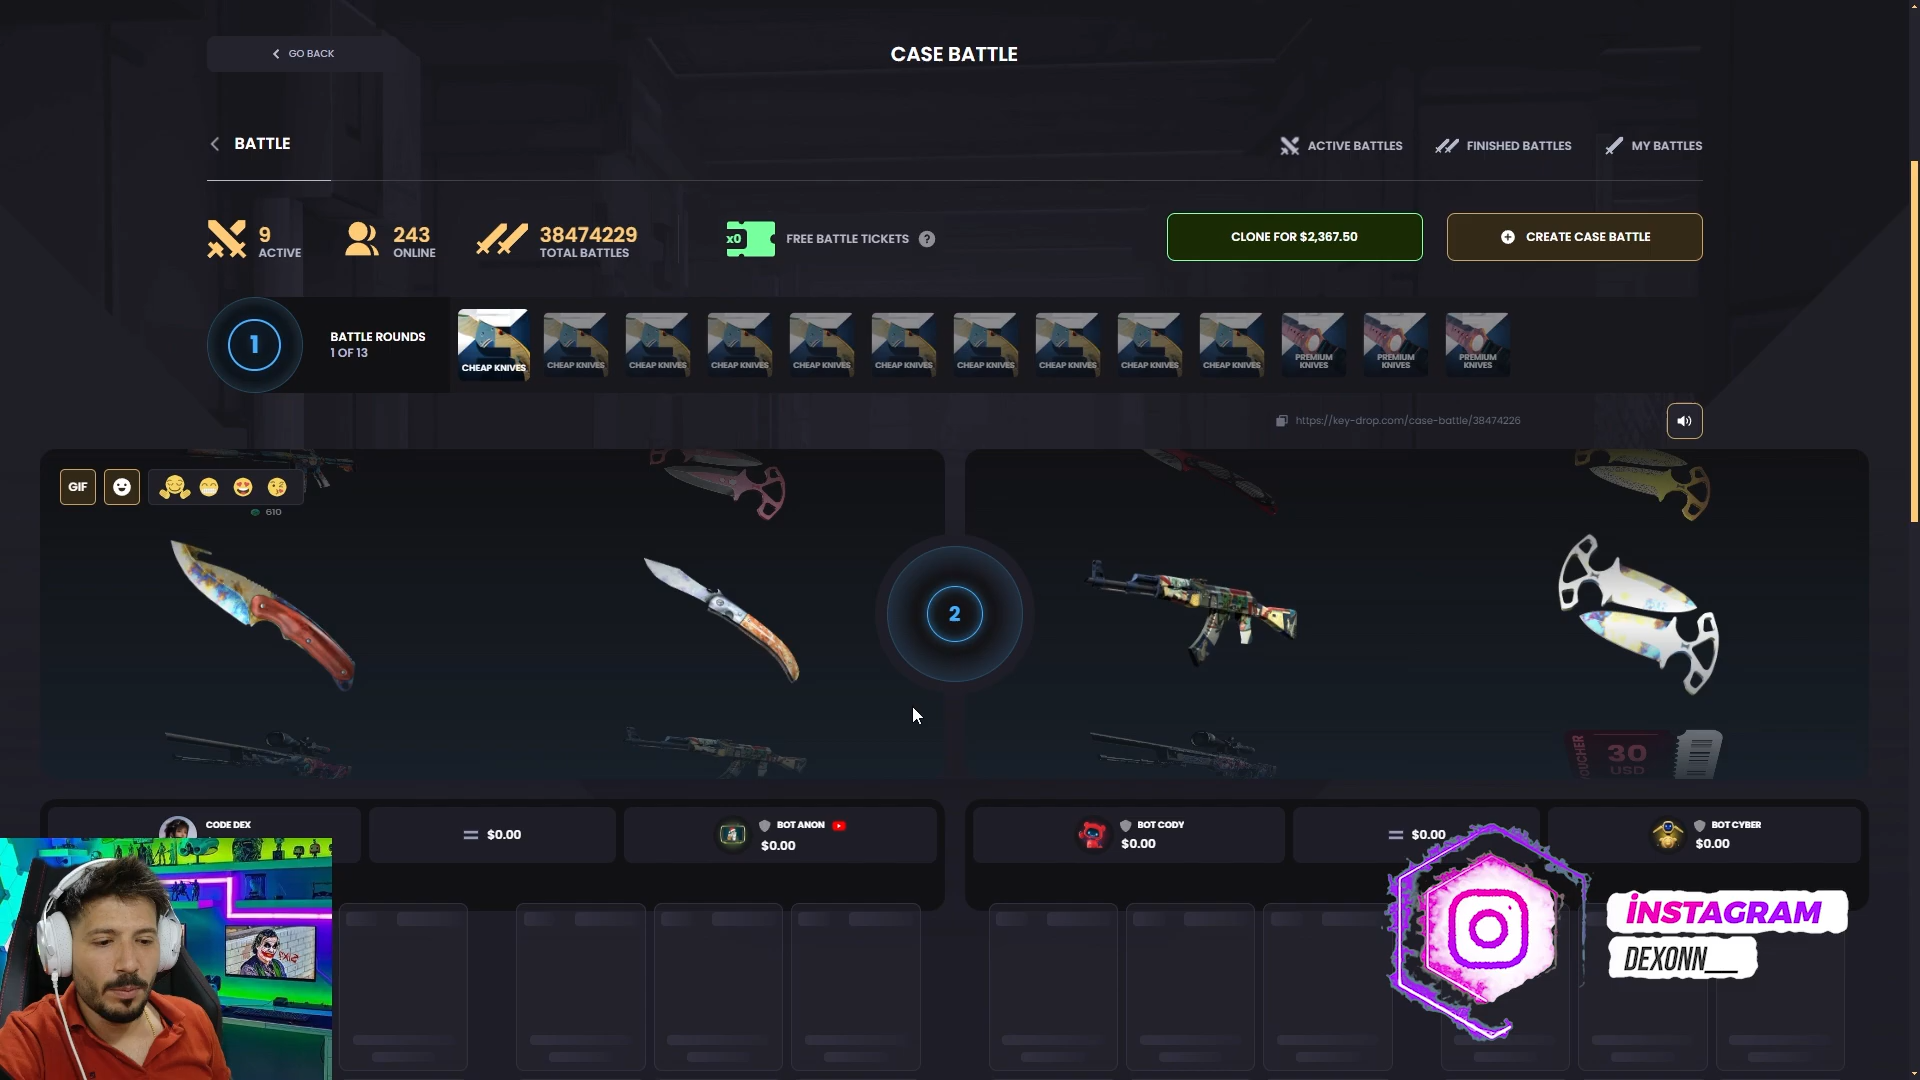 GO BACK
CASE BATTLE
BATTLE
ACTIVE BATTLES
FINISHED BATTLES
MY BATTLES
9
ACTIVE
243
ONLINE
38474229
TOTAL BATTLES
x0
FREE BATTLE TICKETS
?
CLONE FOR $2,367.50
CREATE CASE BATTLE
1
BATTLE ROUNDS
1 OF 13
CHEAP KNIVES
CHEAP KNIVES
CHEAP KNIVES
CHEAP KNIVES
CHEAP KNIVES
CHEAP KNIVES
CHEAP KNIVES
CHEAP KNIVES
CHEAP KNIVES
CHEAP KNIVES
PREMIUM
KNIVES
PREMIUM
KNIVES
PREMIUM
KNIVES
https://key-drop.com/case-battle/38474226
GIF
610
2
VOUCHER
30
USD
CODE DEX
$0.00
BOT ANON
$0.00
BOT CODY
$0.00
$0.00
BOT CYBER
$0.00
İNSTAGRAM
DEXONN__